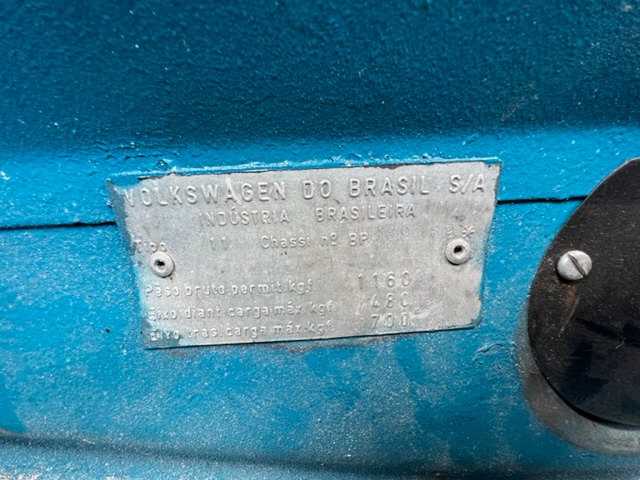 VOLKSWAGEN DO BRASIL S/A
INDÚSTRIA BRASILEIRA
Tipo 11 Chassi nº BP *
Peso bruto permit. kgf 1160
Eixo diant. carga máx. kgf 480
Eixo tras. carga máx. kgf 700